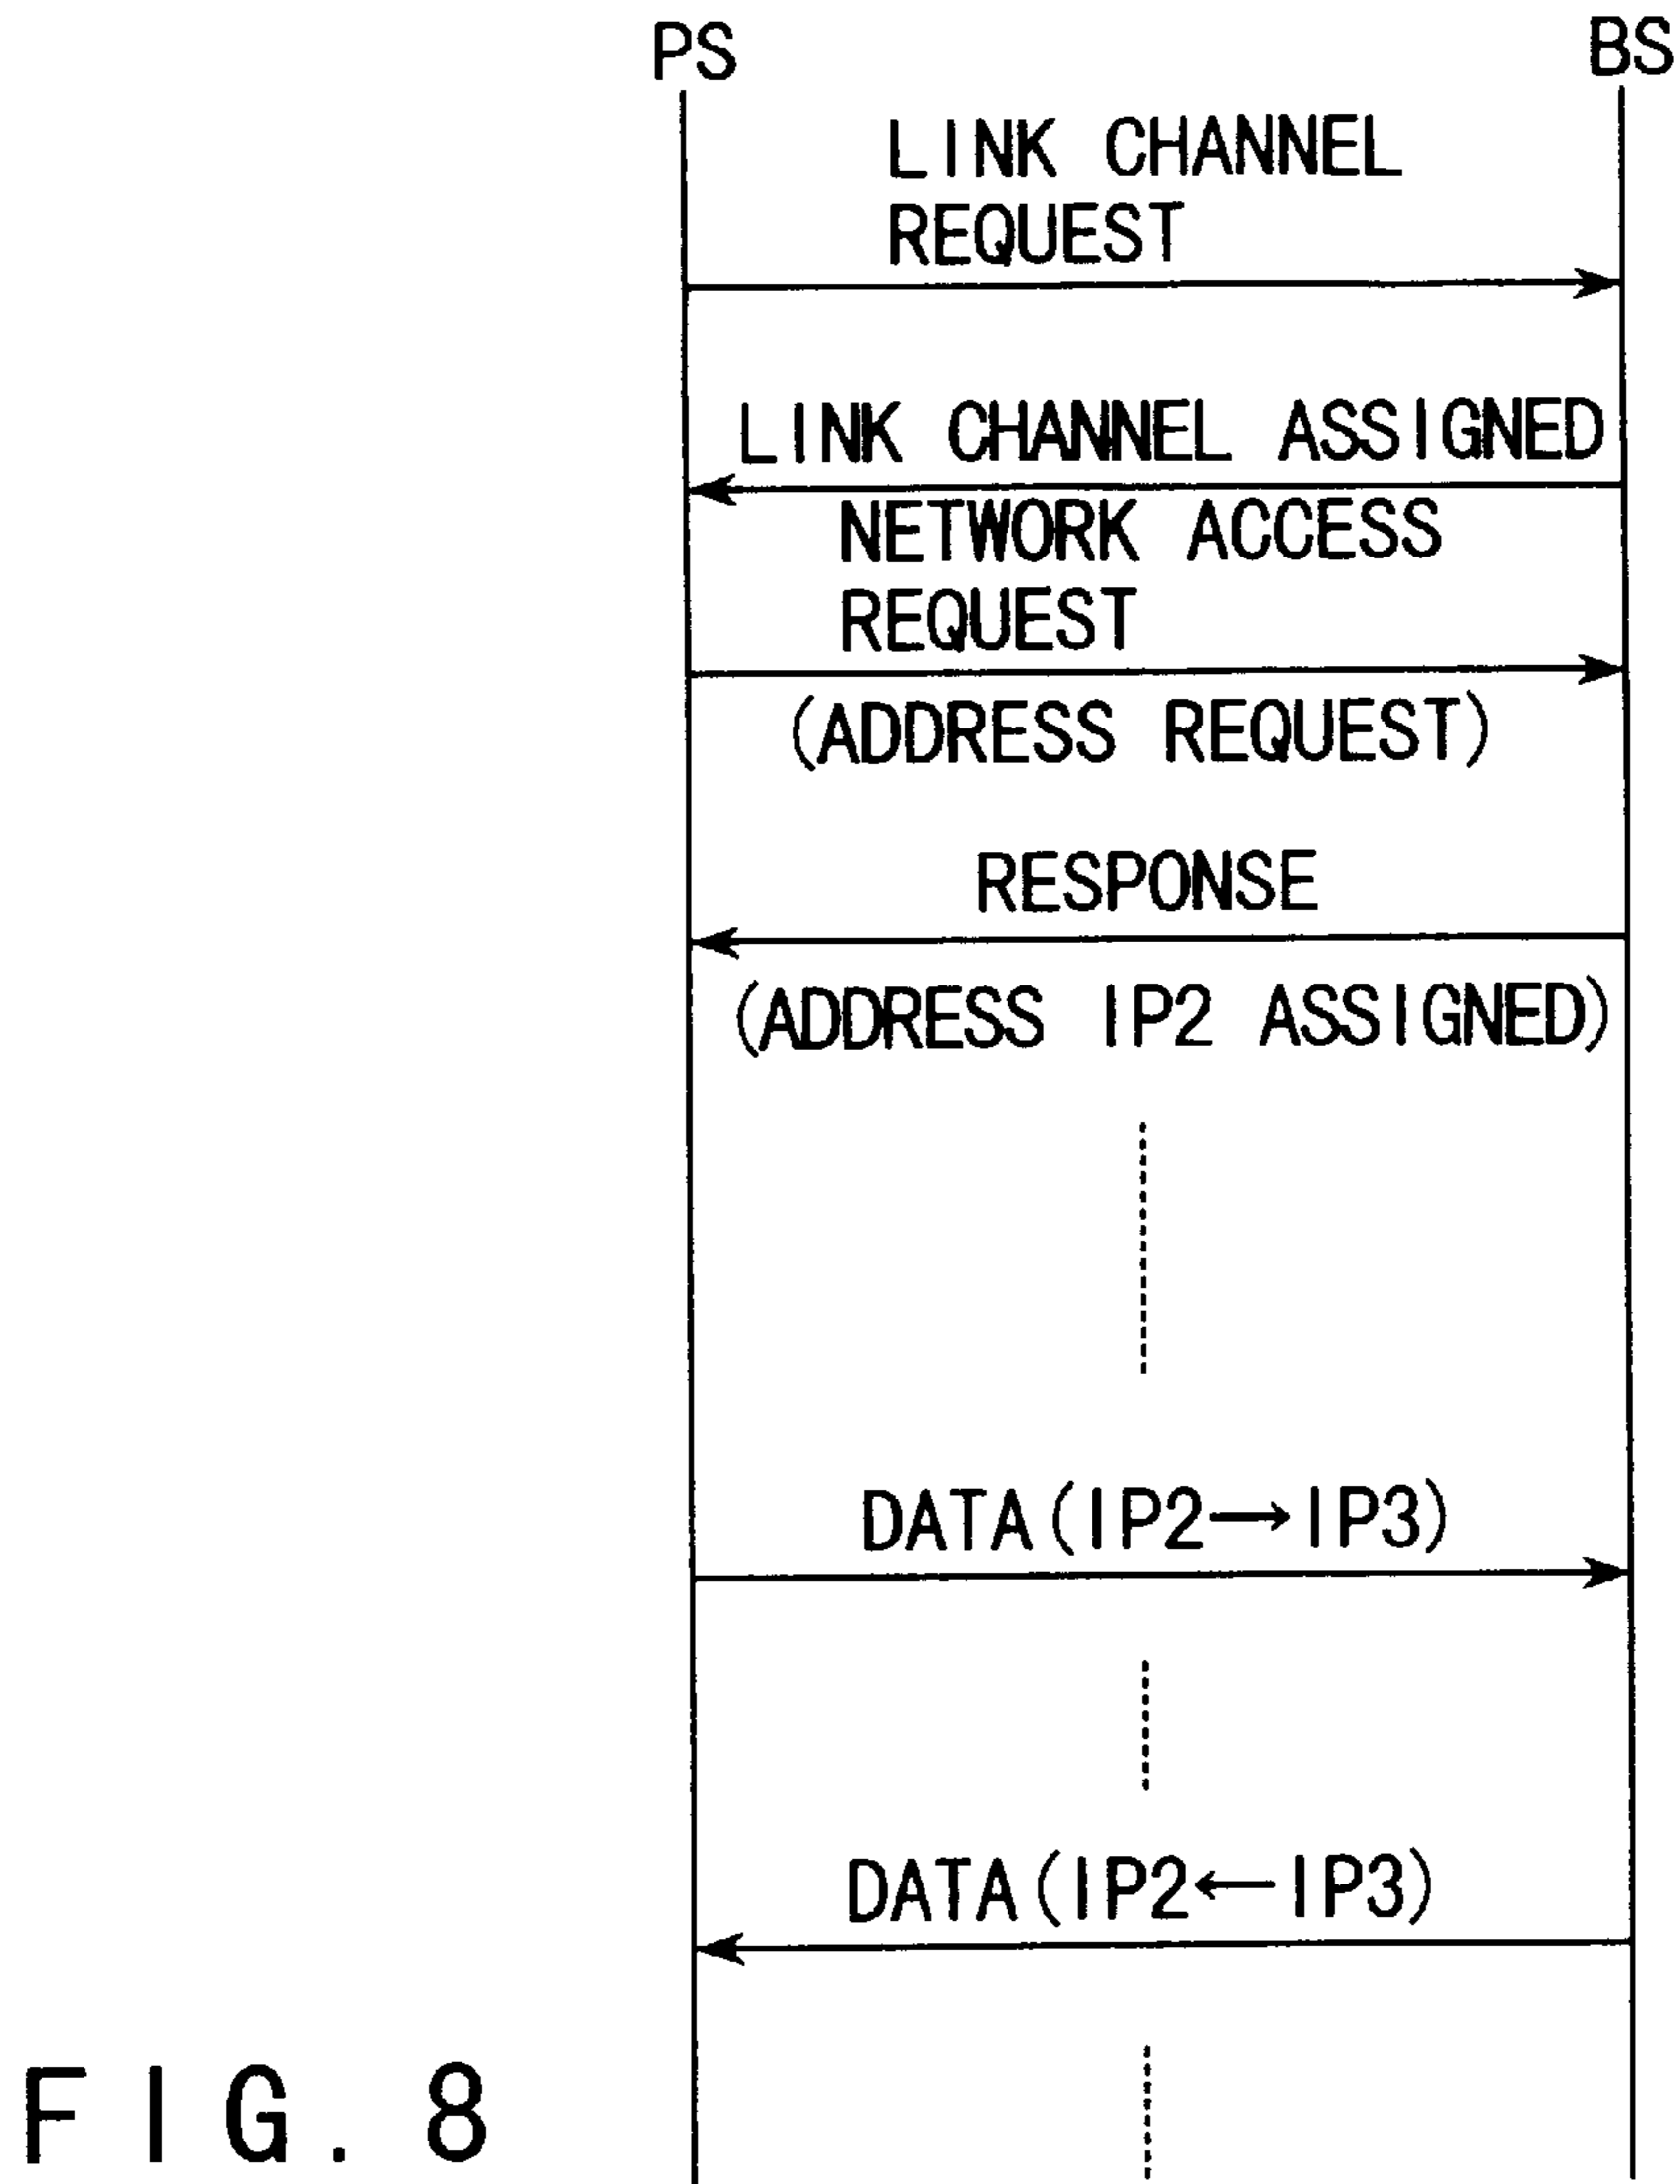 PS BS
LINK CHANNEL
REQUEST
LINK CHANNEL ASSIGNED
NETWORK ACCESS
REQUEST
(ADDRESS REQUEST)
RESPONSE
(ADDRESS IP2 ASSIGNED)
DATA(IP2→IP3)
DATA(IP2←IP3)
FIG. 8